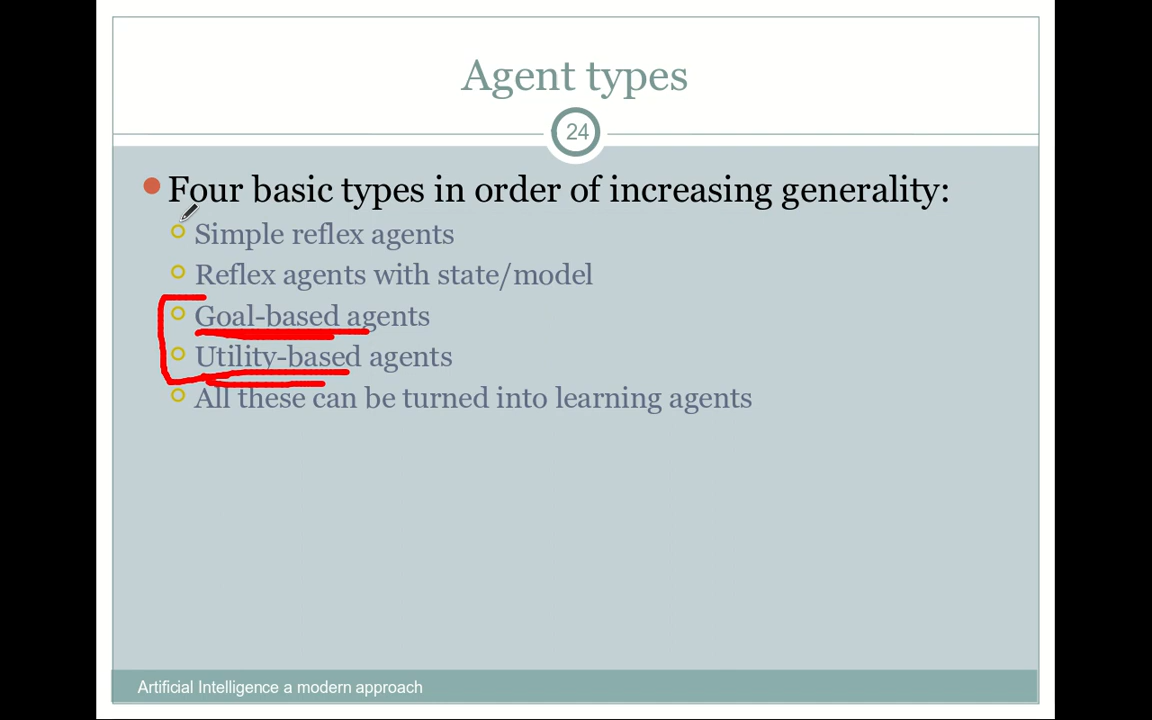 Agent types
24
Four basic types in order of increasing generality:
Simple reflex agents
Reflex agents with state/model
Goal-based agents
Utility-based agents
All these can be turned into learning agents
Artificial Intelligence a modern approach